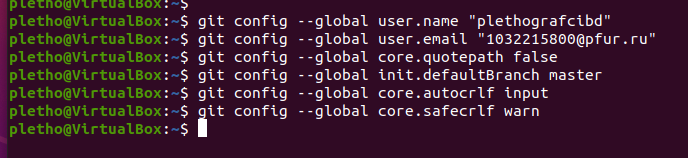 pletho@VirtualBox:~$
pletho@VirtualBox:~$ git config --global user.name "plethografcibd"
pletho@VirtualBox:~$ git config --global user.email "1032215800@pfur.ru"
pletho@VirtualBox:~$ git config --global core.quotepath false
pletho@VirtualBox:~$ git config --global init.defaultBranch master
pletho@VirtualBox:~$ git config --global core.autocrlf input
pletho@VirtualBox:~$ git config --global core.safecrlf warn
pletho@VirtualBox:~$